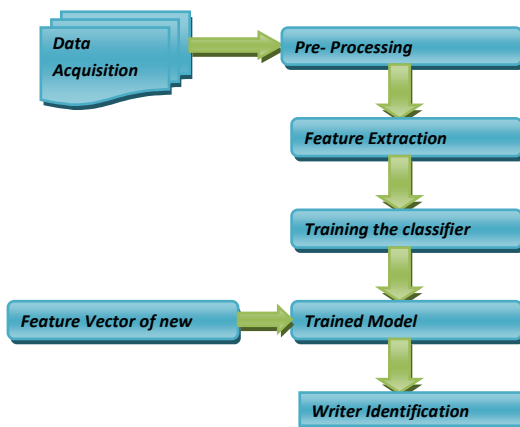 Data
Acquisition
Pre- Processing
Feature Extraction
Training the classifier
Feature Vector of new
Trained Model
Writer Identification